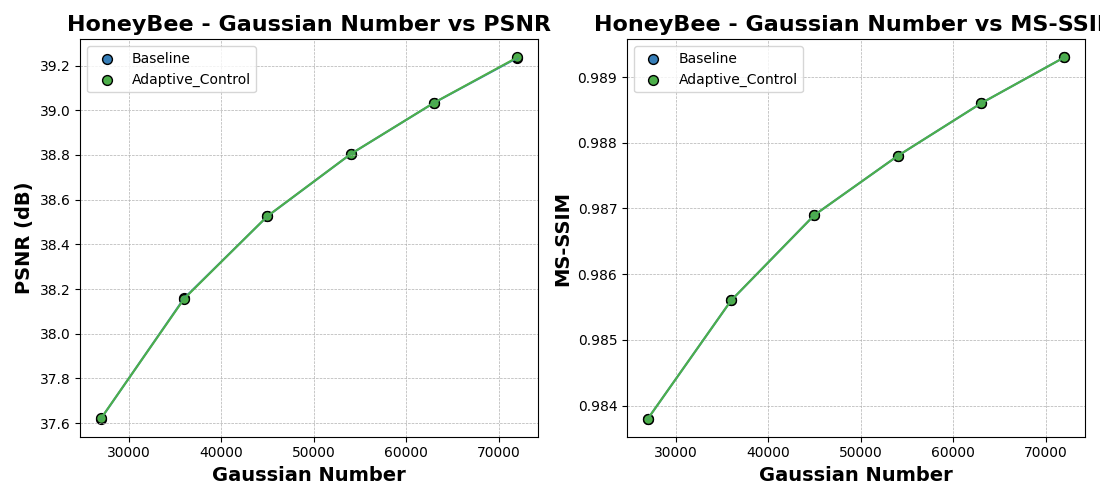 HoneyBee - Gaussian Number vs PSNR
Baseline
Adaptive_Control
39.2
39.0
38.8
38.6
38.4
38.2
38.0
37.8
37.6
PSNR (dB)
30000 40000 50000 60000 70000
Gaussian Number
HoneyBee - Gaussian Number vs MS-SSI
Baseline
Adaptive_Control
0.989
0.988
0.987
0.986
0.985
0.984
MS-SSIM
30000 40000 50000 60000 70000
Gaussian Number